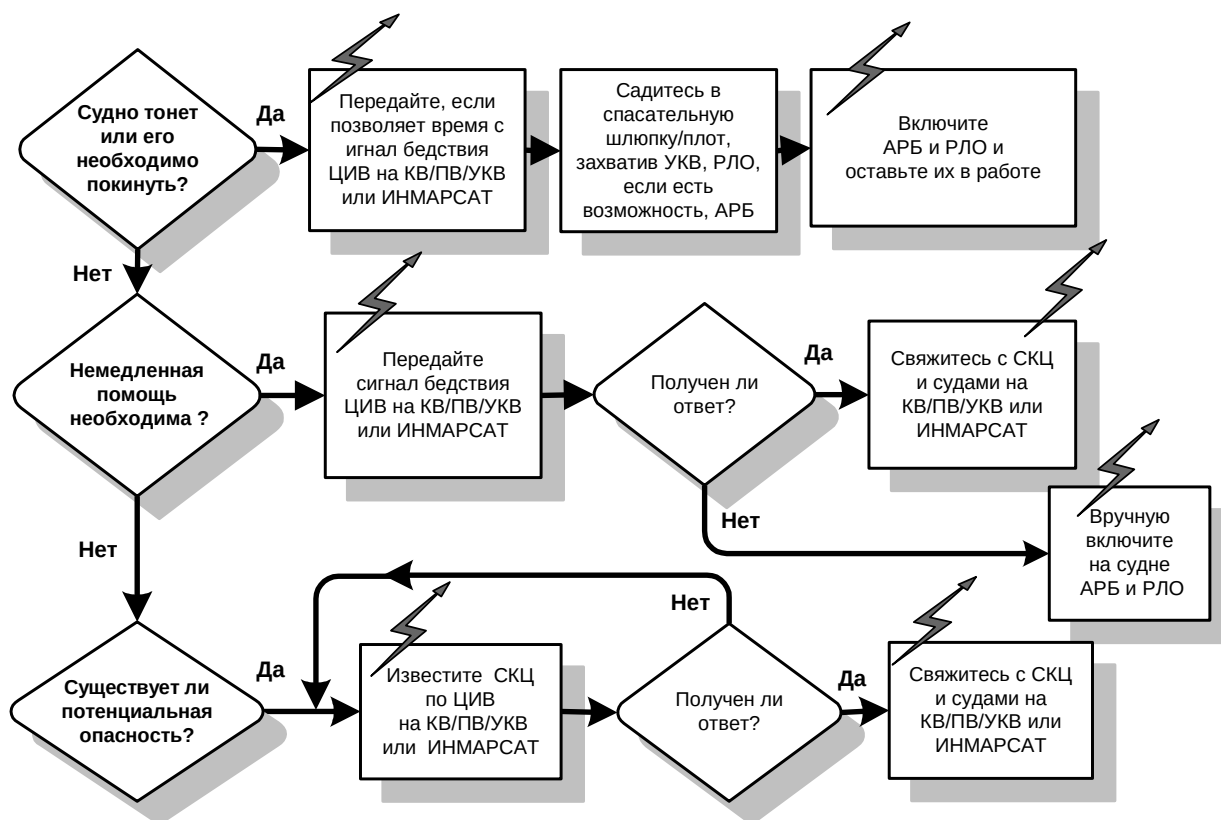 Судно тонет
или его
необходимо
покинуть?
Да
Передайте, если
позволяет время с
игнал бедствия
ЦИВ на КВ/ПВ/УКВ
или ИНМАРСАТ
Садитесь в
спасательную
шлюпку/плот,
захватив УКВ, РЛО,
если есть
возможность, АРБ
Включите
АРБ и РЛО и
оставьте их в работе
Нет
Немедленная
помощь
необходима ?
Да
Передайте
сигнал бедствия
ЦИВ на КВ/ПВ/УКВ
или ИНМАРСАТ
Получен ли
ответ?
Да
Свяжитесь с СКЦ
и судами на
КВ/ПВ/УКВ или
ИНМАРСАТ
Нет
Вручную
включите
на судне
АРБ и РЛО
Нет
Существует ли
потенциальная
опасность?
Да
Известите СКЦ
по ЦИВ
на КВ/ПВ/УКВ
или ИНМАРСАТ
Нет
Получен ли
ответ?
Да
Свяжитесь с СКЦ
и судами на
КВ/ПВ/УКВ или
ИНМАРСАТ